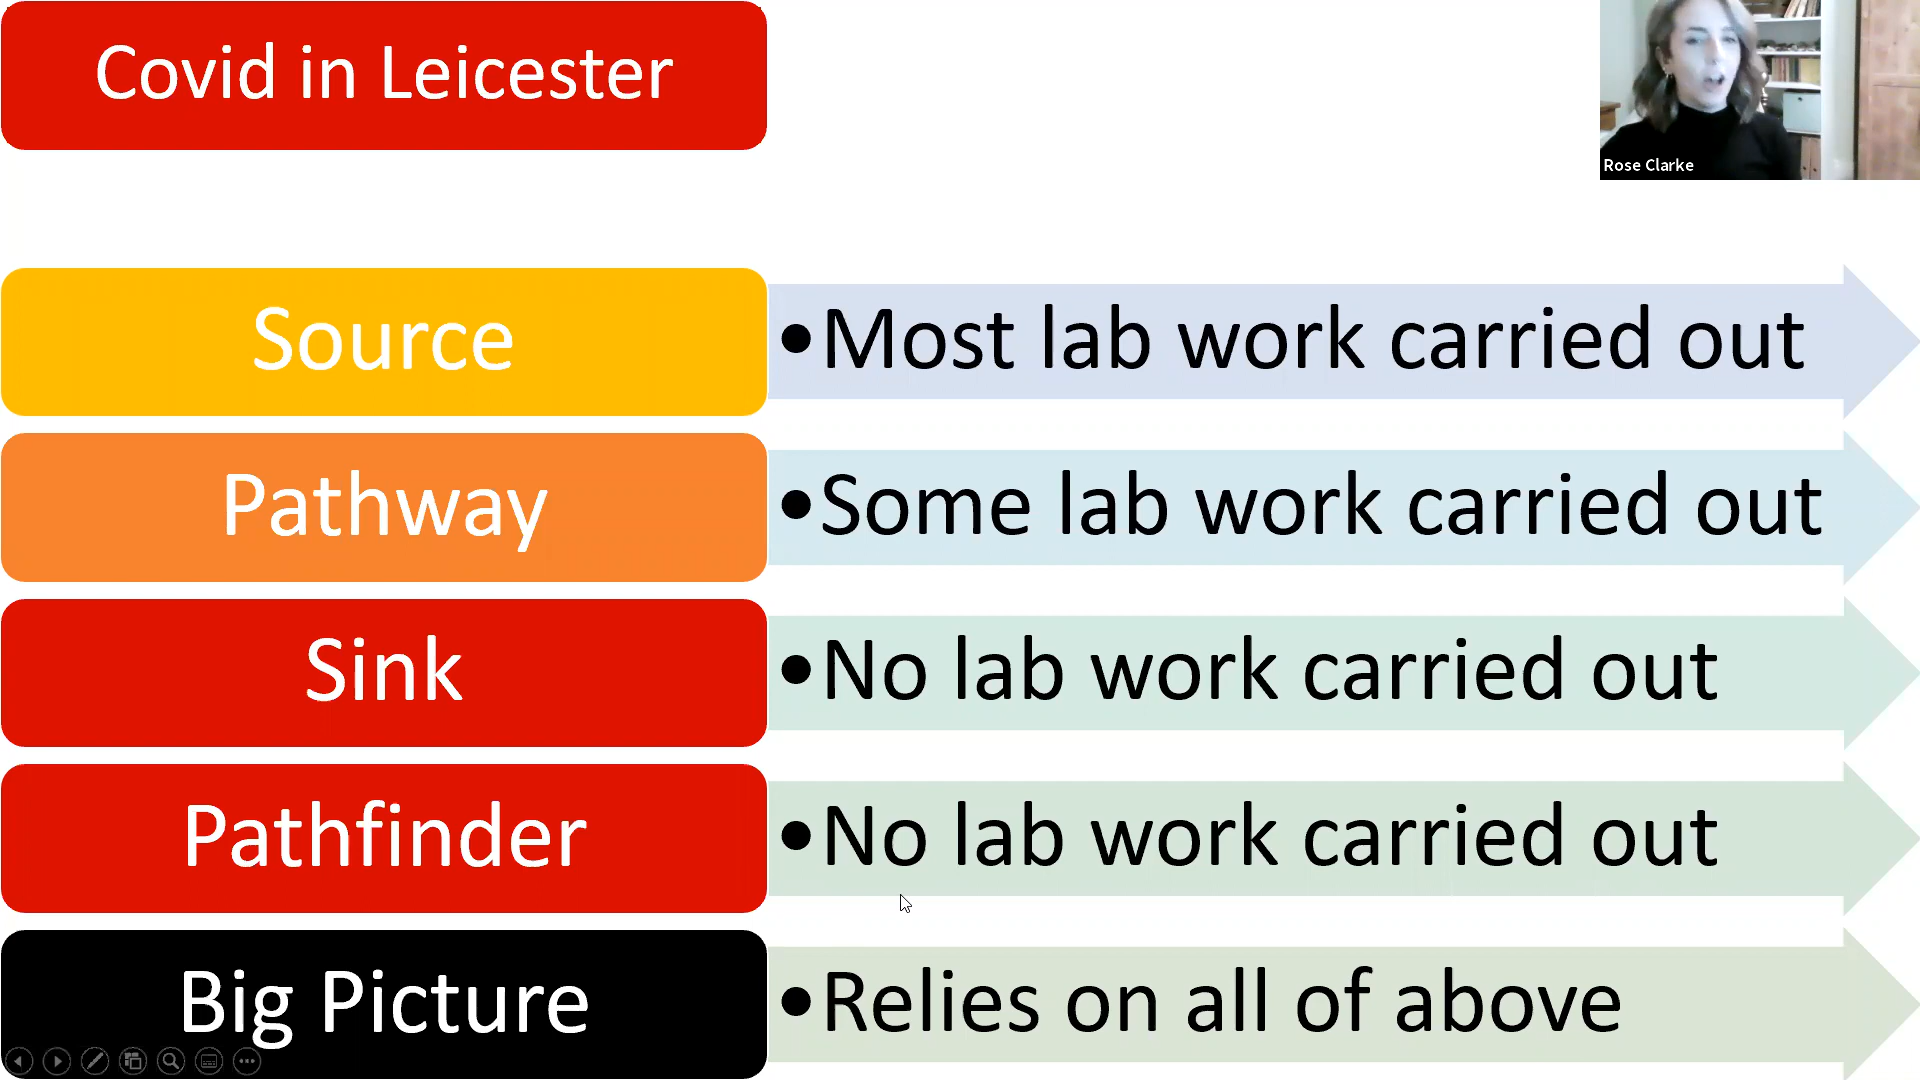 Covid in Leicester
Rose Clarke
Source
•Most lab work carried out
Pathway
•Some lab work carried out
Sink
•No lab work carried out
Pathfinder
•No lab work carried out
Big Picture
•Relies on all of above